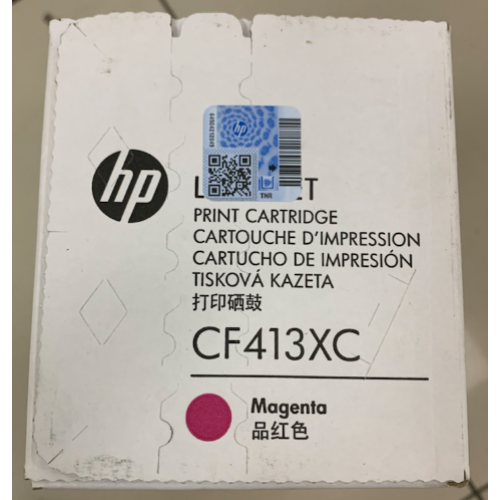 hp
PRINT CARTRIDGE
CARTOUCHE D'IMPRESSION
CARTUCHO DE IMPRESIÓN
TISKOVÁ KAZETA
打印硒鼓
CF413XC
Magenta
品红色